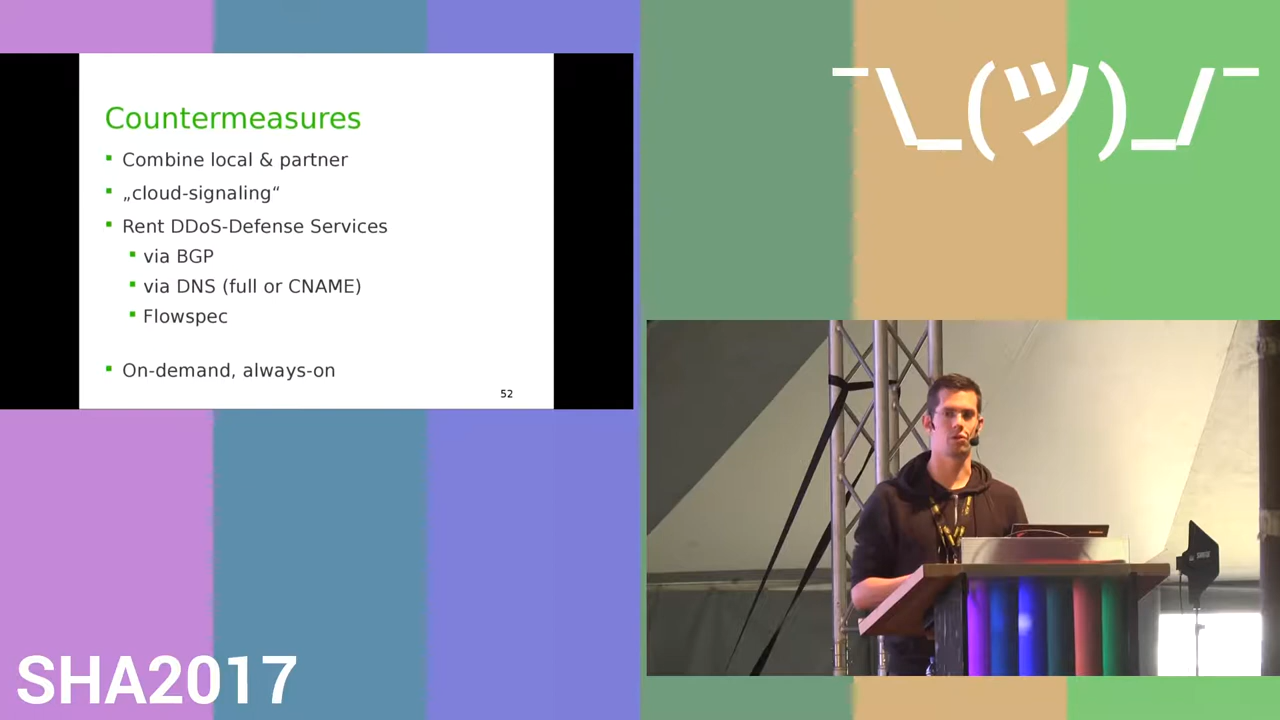 Countermeasures
Combine local & partner
„cloud-signaling“
Rent DDoS-Defense Services
via BGP
via DNS (full or CNAME)
Flowspec
On-demand, always-on
52
¯\_(ツ)_/¯
SHA2017